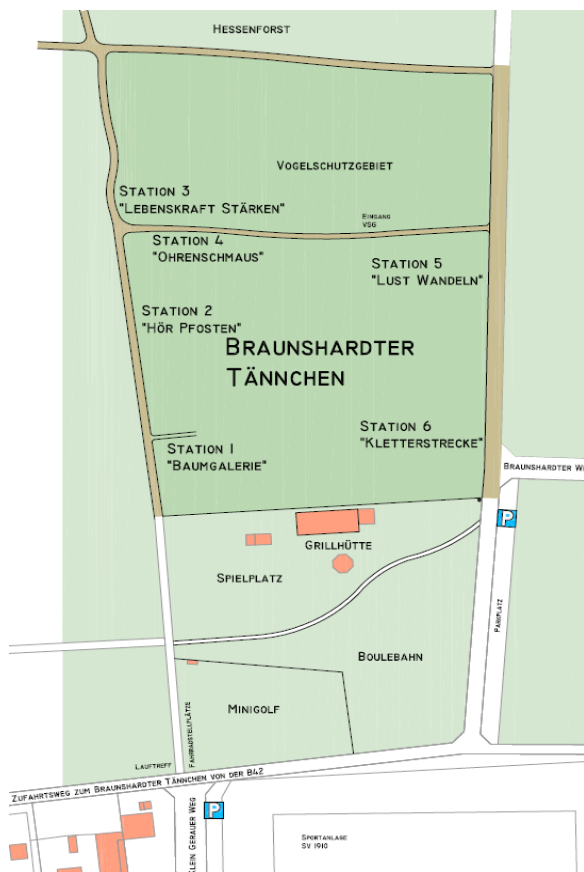 Hessenforst
Vogelschutzgebiet
Station 3
"Lebenskraft Stärken"
Eingang
VSG
Station 4
"Ohrenschmaus"
Station 5
"Lust Wandeln"
Station 2
"Hör Pfosten"
Braunshardter
Tännchen
Station 6
"Kletterstrecke"
Station 1
"Baumgalerie"
Braunshardter We
P
Grillhütte
Spielplatz
Parkplatz
Boulebahn
Minigolf
Fahrradstellplätze
Lauftreff
Zufahrtsweg zum Braunshardter Tännchen von der B42
P
Klein Gerauer Weg
Sportanlage
SV 1910